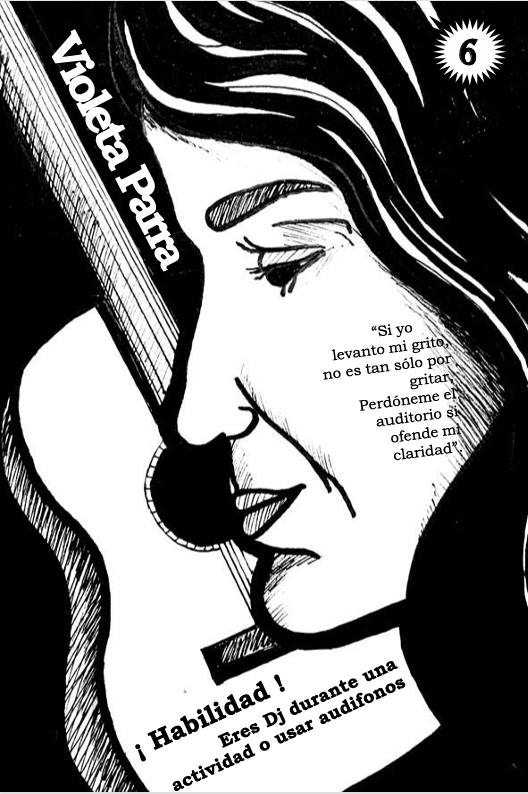 6
Violeta Parra
“Si yo
levanto mi grito,
no es tan sólo por
gritar,
Perdóneme el
auditorio si
ofende mi
claridad”.
¡ Habilidad !
Eres Dj durante una
actividad o usar audifonos